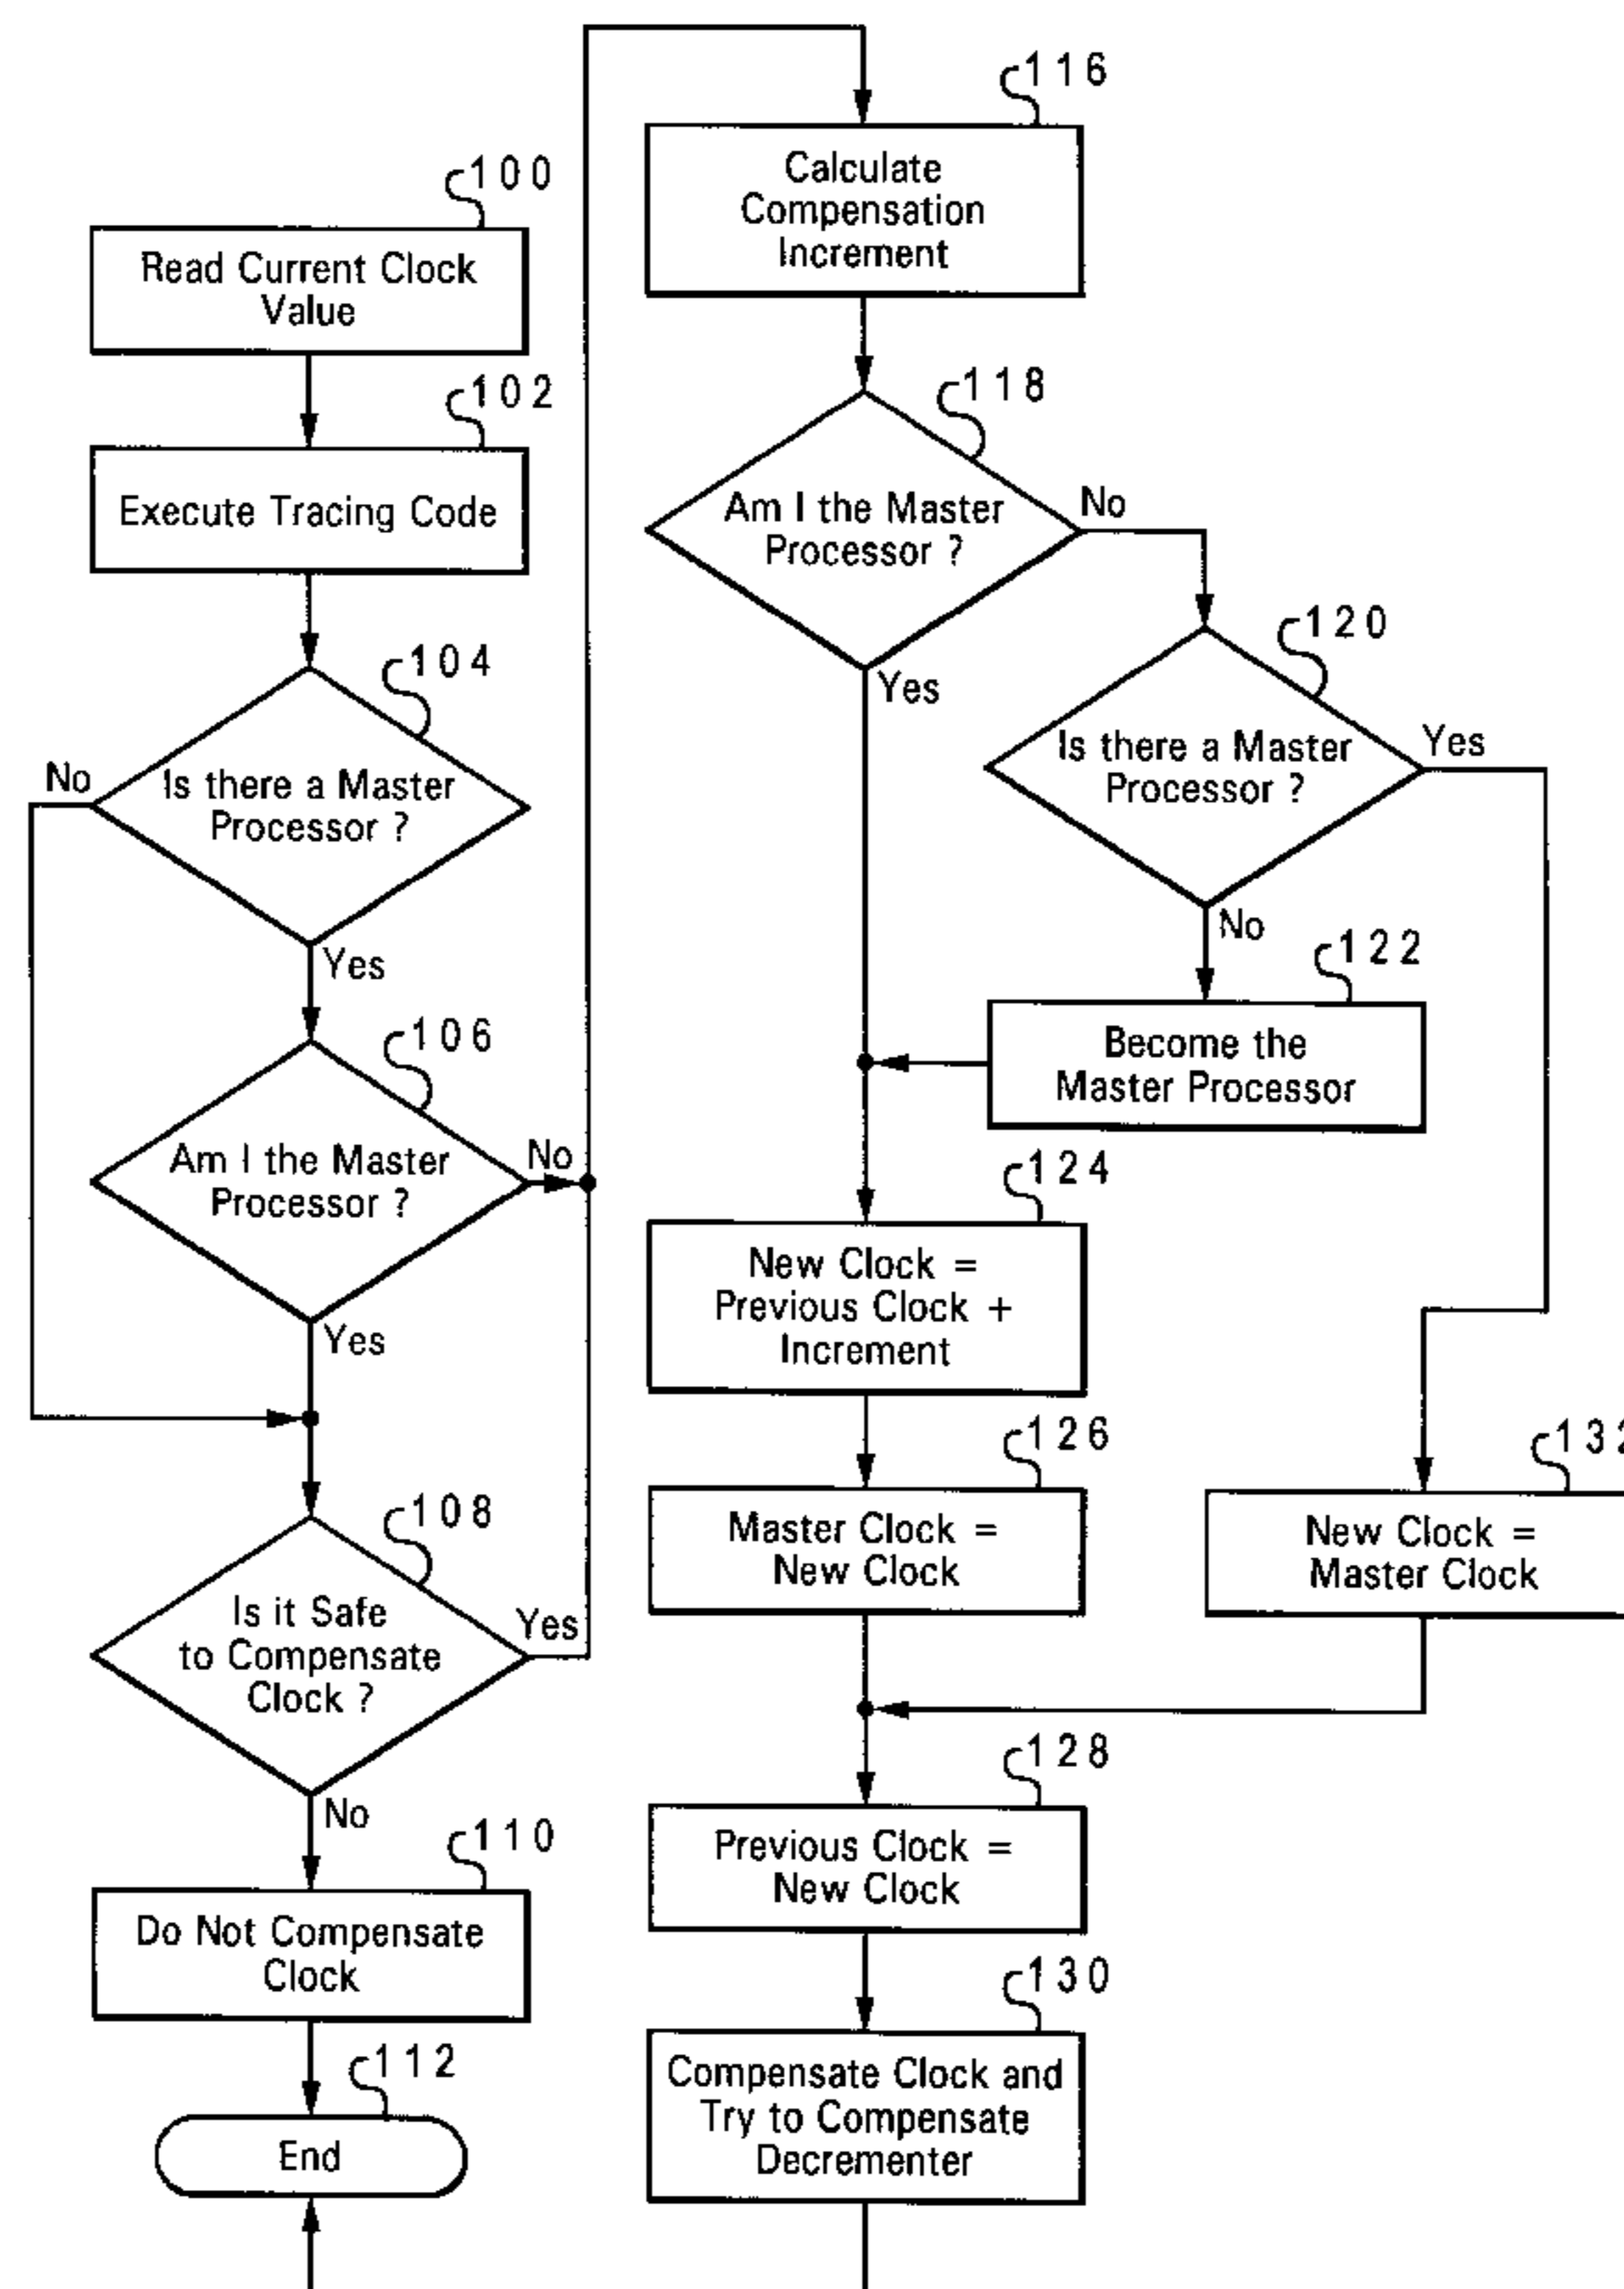 100
Read Current Clock
Value
102
Execute Tracing Code
104
Is there a Master
Processor ?
No
Yes
106
Am I the Master
Processor ?
No
Yes
108
Is it Safe
to Compensate
Clock ?
Yes
No
110
Do Not Compensate
Clock
112
End
116
Calculate
Compensation
Increment
118
Am I the Master
Processor ?
No
Yes
120
Is there a Master
Processor ?
Yes
No
122
Become the
Master Processor
124
New Clock =
Previous Clock +
Increment
126
Master Clock =
New Clock
132
New Clock =
Master Clock
128
Previous Clock =
New Clock
130
Compensate Clock and
Try to Compensate
Decrementer